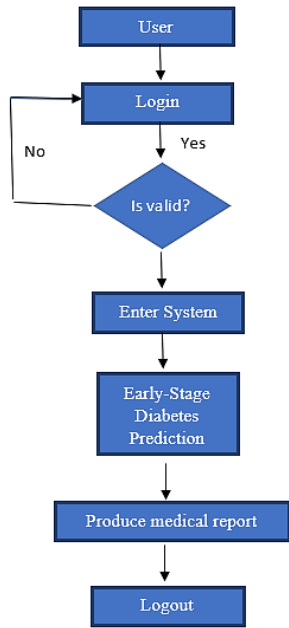 User
Login
No
Yes
Is valid?
Enter System
Early-Stage
Diabetes
Prediction
Produce medical report
Logout